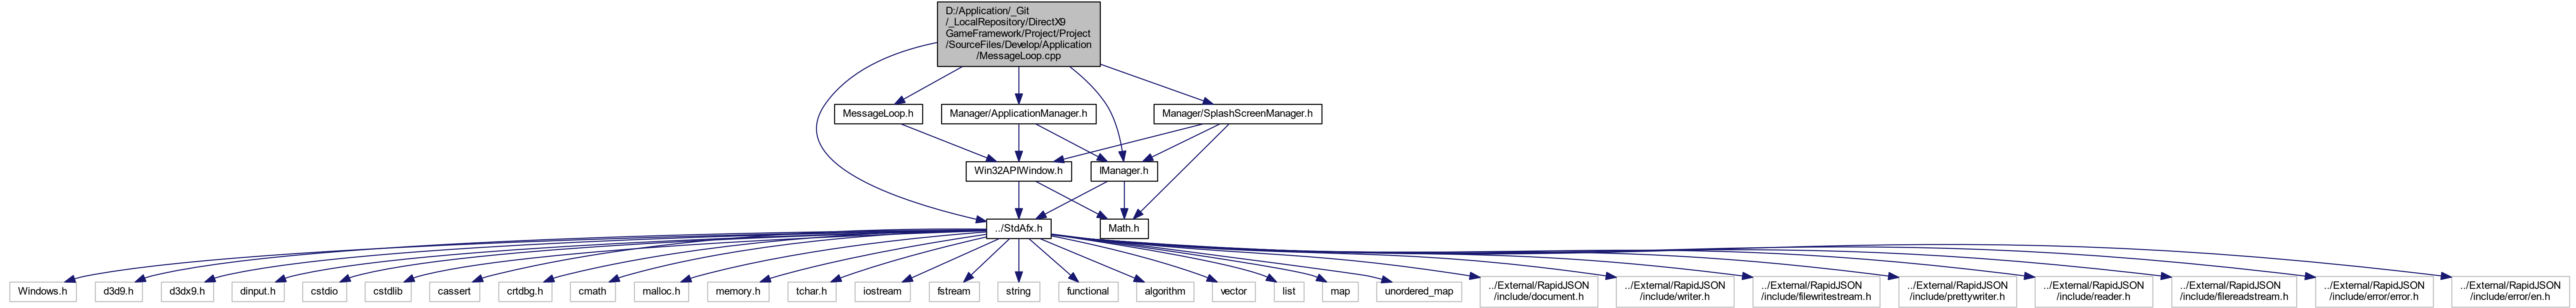 D:/Application/_Git
/_LocalRepository/DirectX9
GameFramework/Project/Project
/SourceFiles/Develop/Application
/MessageLoop.cpp
MessageLoop.h
Manager/ApplicationManager.h
Manager/SplashScreenManager.h
Win32APIWindow.h
IManager.h
../StdAfx.h
Math.h
Windows.h
d3d9.h
d3dx9.h
dinput.h
cstdio
cstdlib
cassert
crtdbg.h
cmath
malloc.h
memory.h
tchar.h
iostream
fstream
string
functional
algorithm
vector
list
map
unordered_map
../External/RapidJSON
/include/document.h
../External/RapidJSON
/include/writer.h
../External/RapidJSON
/include/filewritestream.h
../External/RapidJSON
/include/prettywriter.h
../External/RapidJSON
/include/reader.h
../External/RapidJSON
/include/filereadstream.h
../External/RapidJSON
/include/error/error.h
../External/RapidJSON
/include/error/en.h